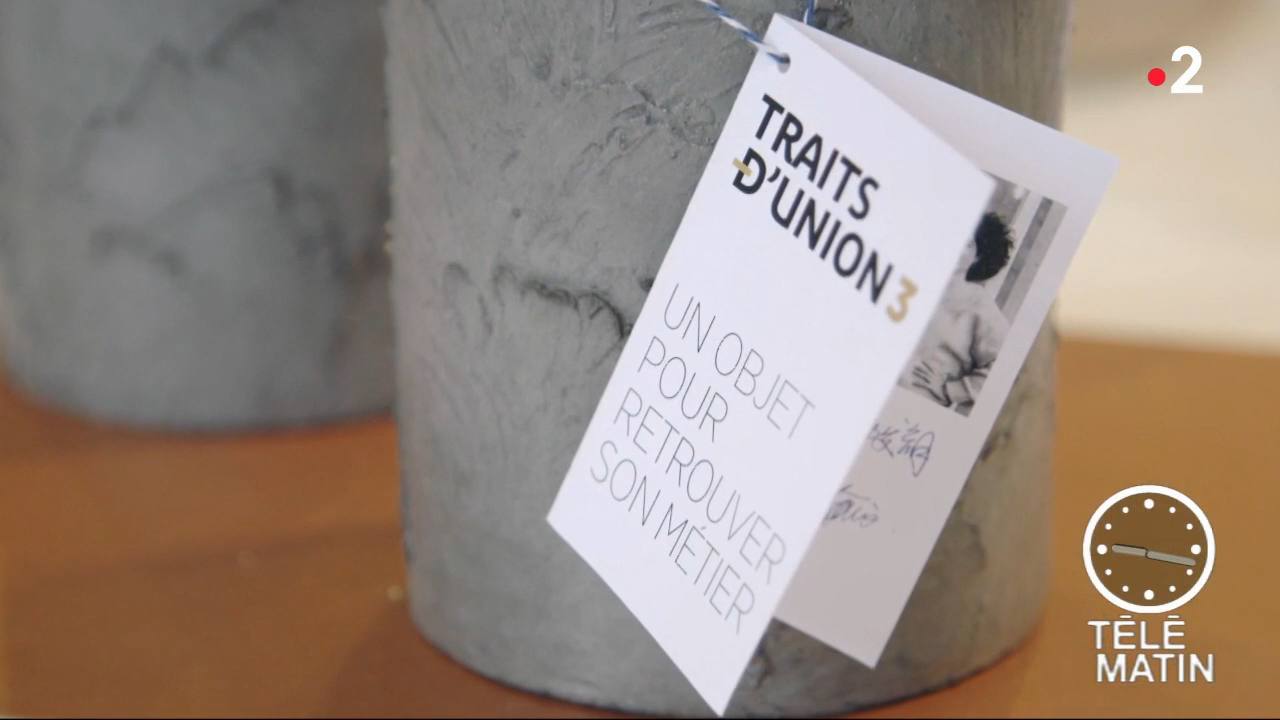 2
TRAITS
D'UNION 3
UN OBJET
POUR
RETROUVER
SON MÉTIER
TÉLÉ
MATIN